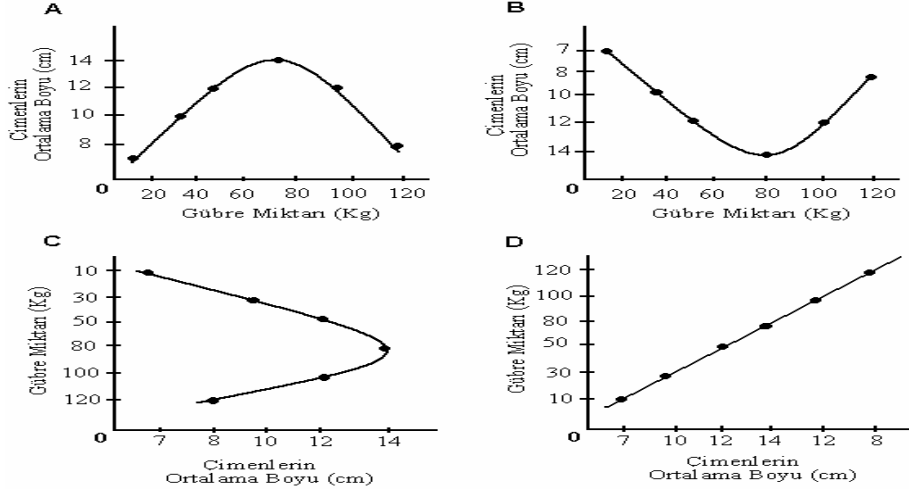 A
Çimenlerin
Ortalama Boyu (cm)
14
12
10
8
0
20 40 60 80 100 120
Gübre Miktarı (Kg)
B
Çimenlerin
Ortalama Boyu (cm)
7
8
10
12
14
0
20 40 60 80 100 120
Gübre Miktarı (Kg)
C
Gübre Miktarı (Kg)
10
30
50
80
100
120
0
7 8 10 12 14
Çimenlerin
Ortalama Boyu (cm)
D
Gübre Miktarı (Kg)
120
100
80
50
30
10
0
7 10 12 14 12 8
Çimenlerin
Ortalama Boyu (cm)